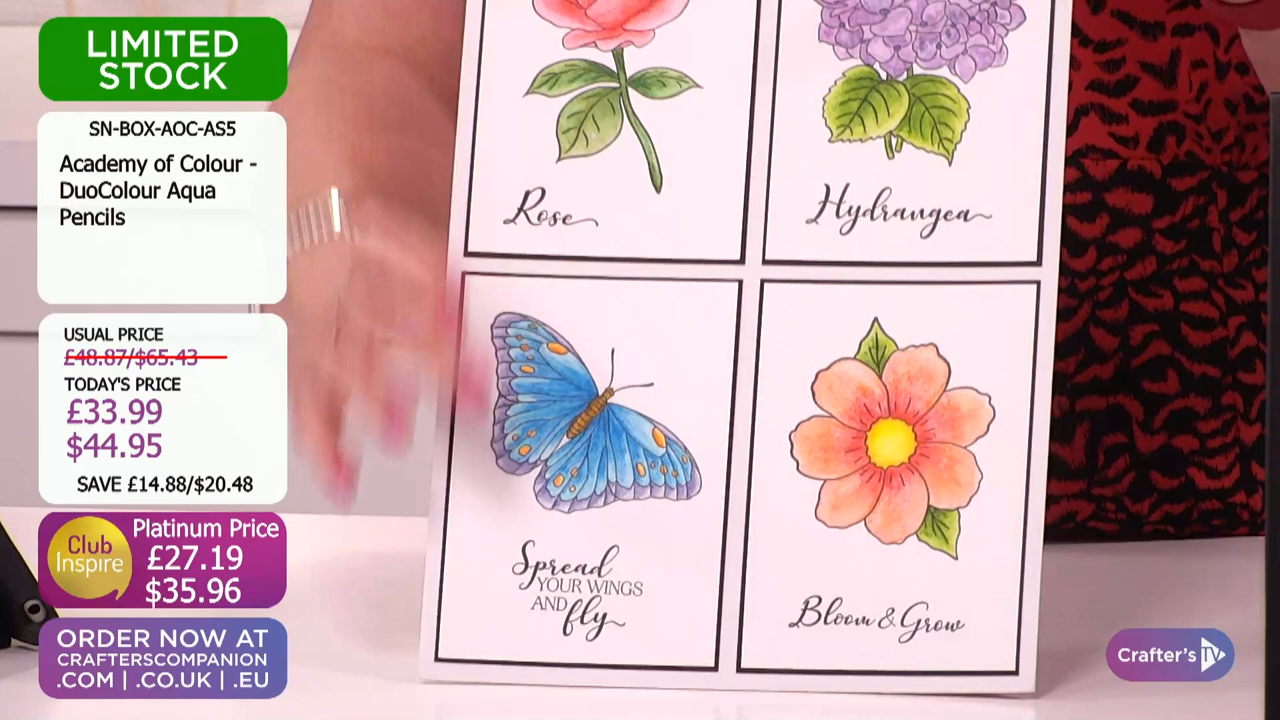 LIMITED
STOCK
SN-BOX-AOC-AS5
Academy of Colour -
DuoColour Aqua
Pencils
USUAL PRICE
£48.87/$65.43
TODAY'S PRICE
£33.99
$44.95
SAVE £14.88/$20.48
Club
Inspire
Platinum Price
£27.19
$35.96
ORDER NOW AT
CRAFTERSCOMPANION
.COM | .CO.UK | .EU
Rose
Hydrangea
Spread
YOUR WINGS
AND fly
Bloom & Grow
Crafter's TV